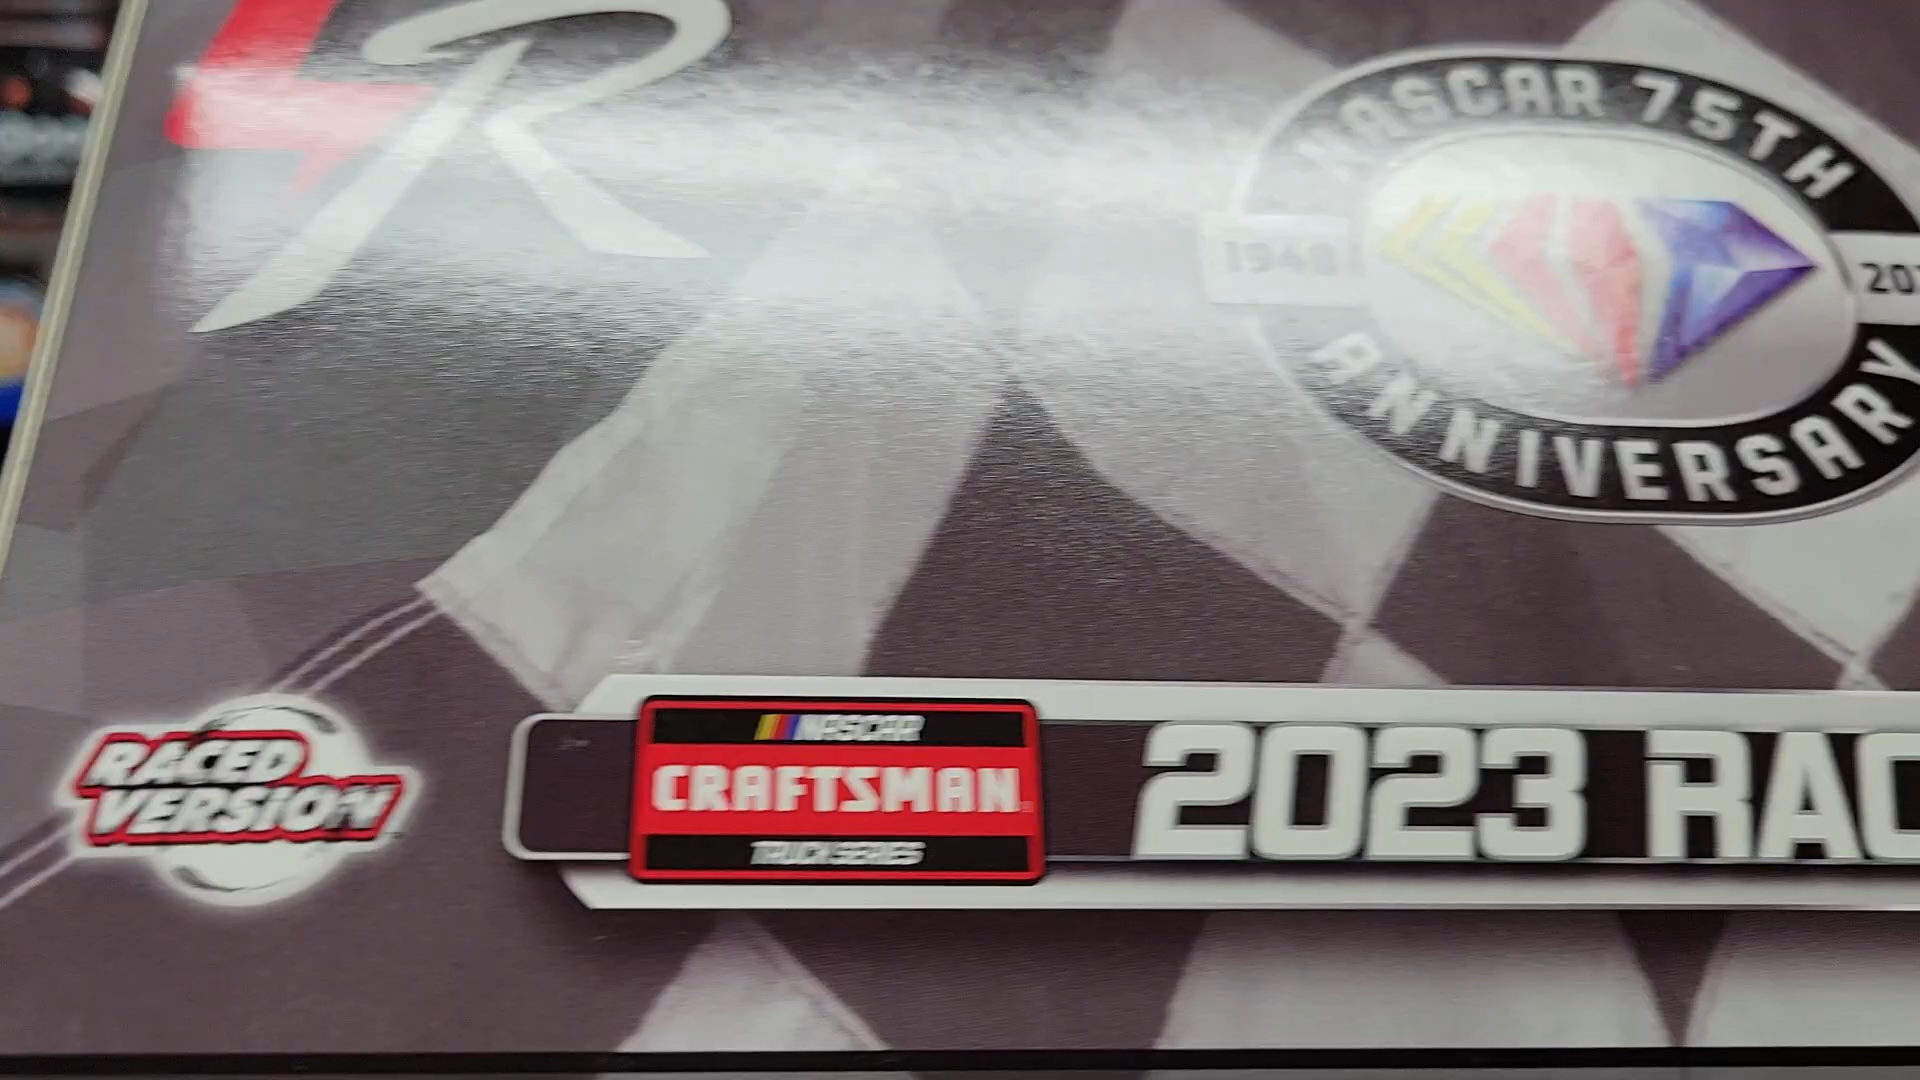 R
NASCAR 75TH
1948
ANNIVERSARY
RACED
VERSION
NASCAR
CRAFTSMAN
TRUCK SERIES
2023